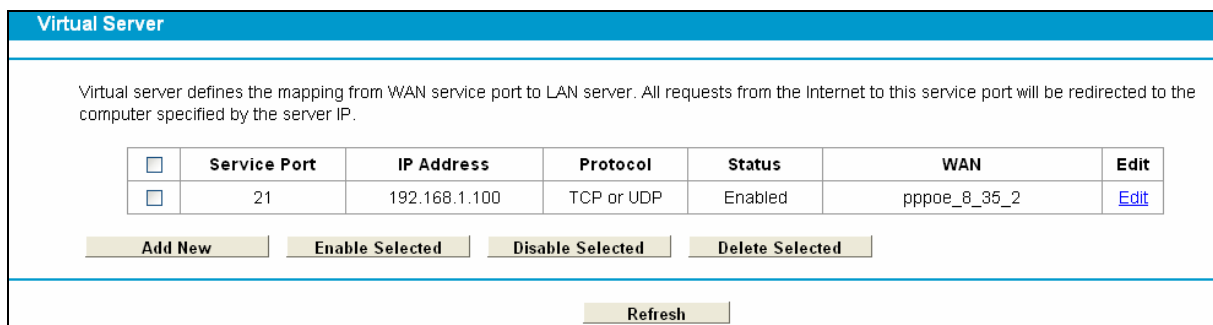 Virtual Server
Virtual server defines the mapping from WAN service port to LAN server. All requests from the Internet to this service port will be redirected to the
computer specified by the server IP.
Service Port IP Address Protocol Status WAN Edit
21 192.168.1.100 TCP or UDP Enabled pppoe_8_35_2 Edit
Add New Enable Selected Disable Selected Delete Selected
Refresh